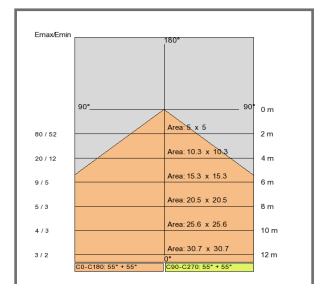 Emax/Emin
180°
90° 90° 0 m
Area: 5 x 5
80 / 52 2 m
Area: 10.3 x 10.3
20 / 12 4 m
Area: 15.3 x 15.3
9 / 5 6 m
Area: 20.5 x 20.5
5 / 3 8 m
Area: 25.6 x 25.6
4 / 3 10 m
Area: 30.7 x 30.7
3 / 2 12 m
0°
C0-C180: 55° + 55° C90-C270: 55° + 55°